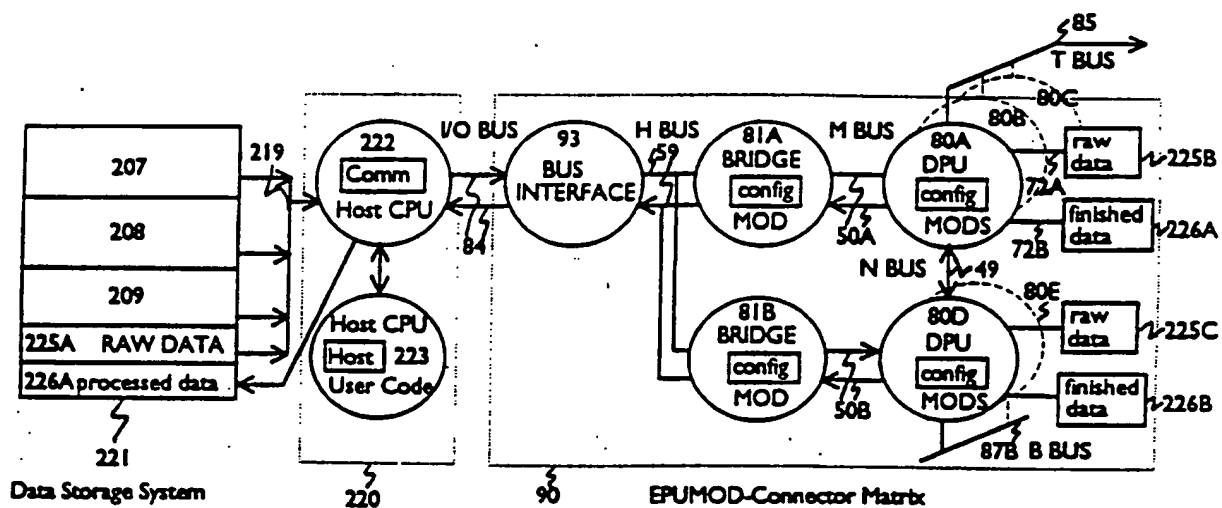 85
T BUS
80C
80B
207
208
209
225A RAW DATA
226A processed data
221
Data Storage System
219
222
Comm
Host CPU
I/O BUS
84
Host CPU
Host 223
User Code
220
93
BUS
INTERFACE
H BUS
59
81A
BRIDGE
config
MOD
M BUS
50A
80A
DPU
config
MODS
72A
raw
data
225B
72B
finished
data
226A
N BUS
49
80E
81B
BRIDGE
config
MOD
50B
80D
DPU
config
MODS
raw
data
225C
finished
data
226B
87B B BUS
90
EPUMOD-Connector Matrix